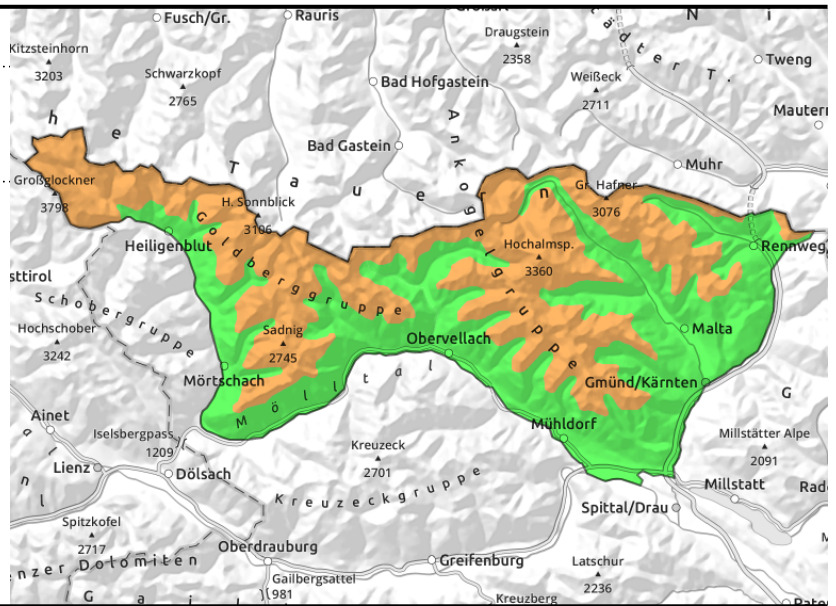 Fusch/Gr.
Rauris
N i
Kitzsteinhorn
3203
Draugstein
2358
Tweng
Schwarzkopf
2765
Bad Hofgastein
Weißeck
2711
Bad Gastein
Muhr
h e T a u e r n
Großglockner
3798
H. Sonnblick
3106
Gr. Hafner
3076
Ankogelgruppe
Heiligenblut
Goldberggruppe
Hochalmsp.
3360
Rennweg
sttirol
Schobergruppe
Hochschober
3242
Sadnig
2745
Obervellach
Malta
Mörtschach
Gmünd/Kärnten
Mölltal
G
Ainet
Iselsbergpass
1209
Mühldorf
Millstätter Alpe
2091
Kreuzeck
2701
Lienz
Dölsach
Kreuzeckgruppe
Millstatt
Spittal/Drau
Spitzkofel
2717
Oberdrauburg
Greifenburg
Latschur
2236
enzer Dolomiten
Gailbergsattel
981
Kreuzberg
G a i l